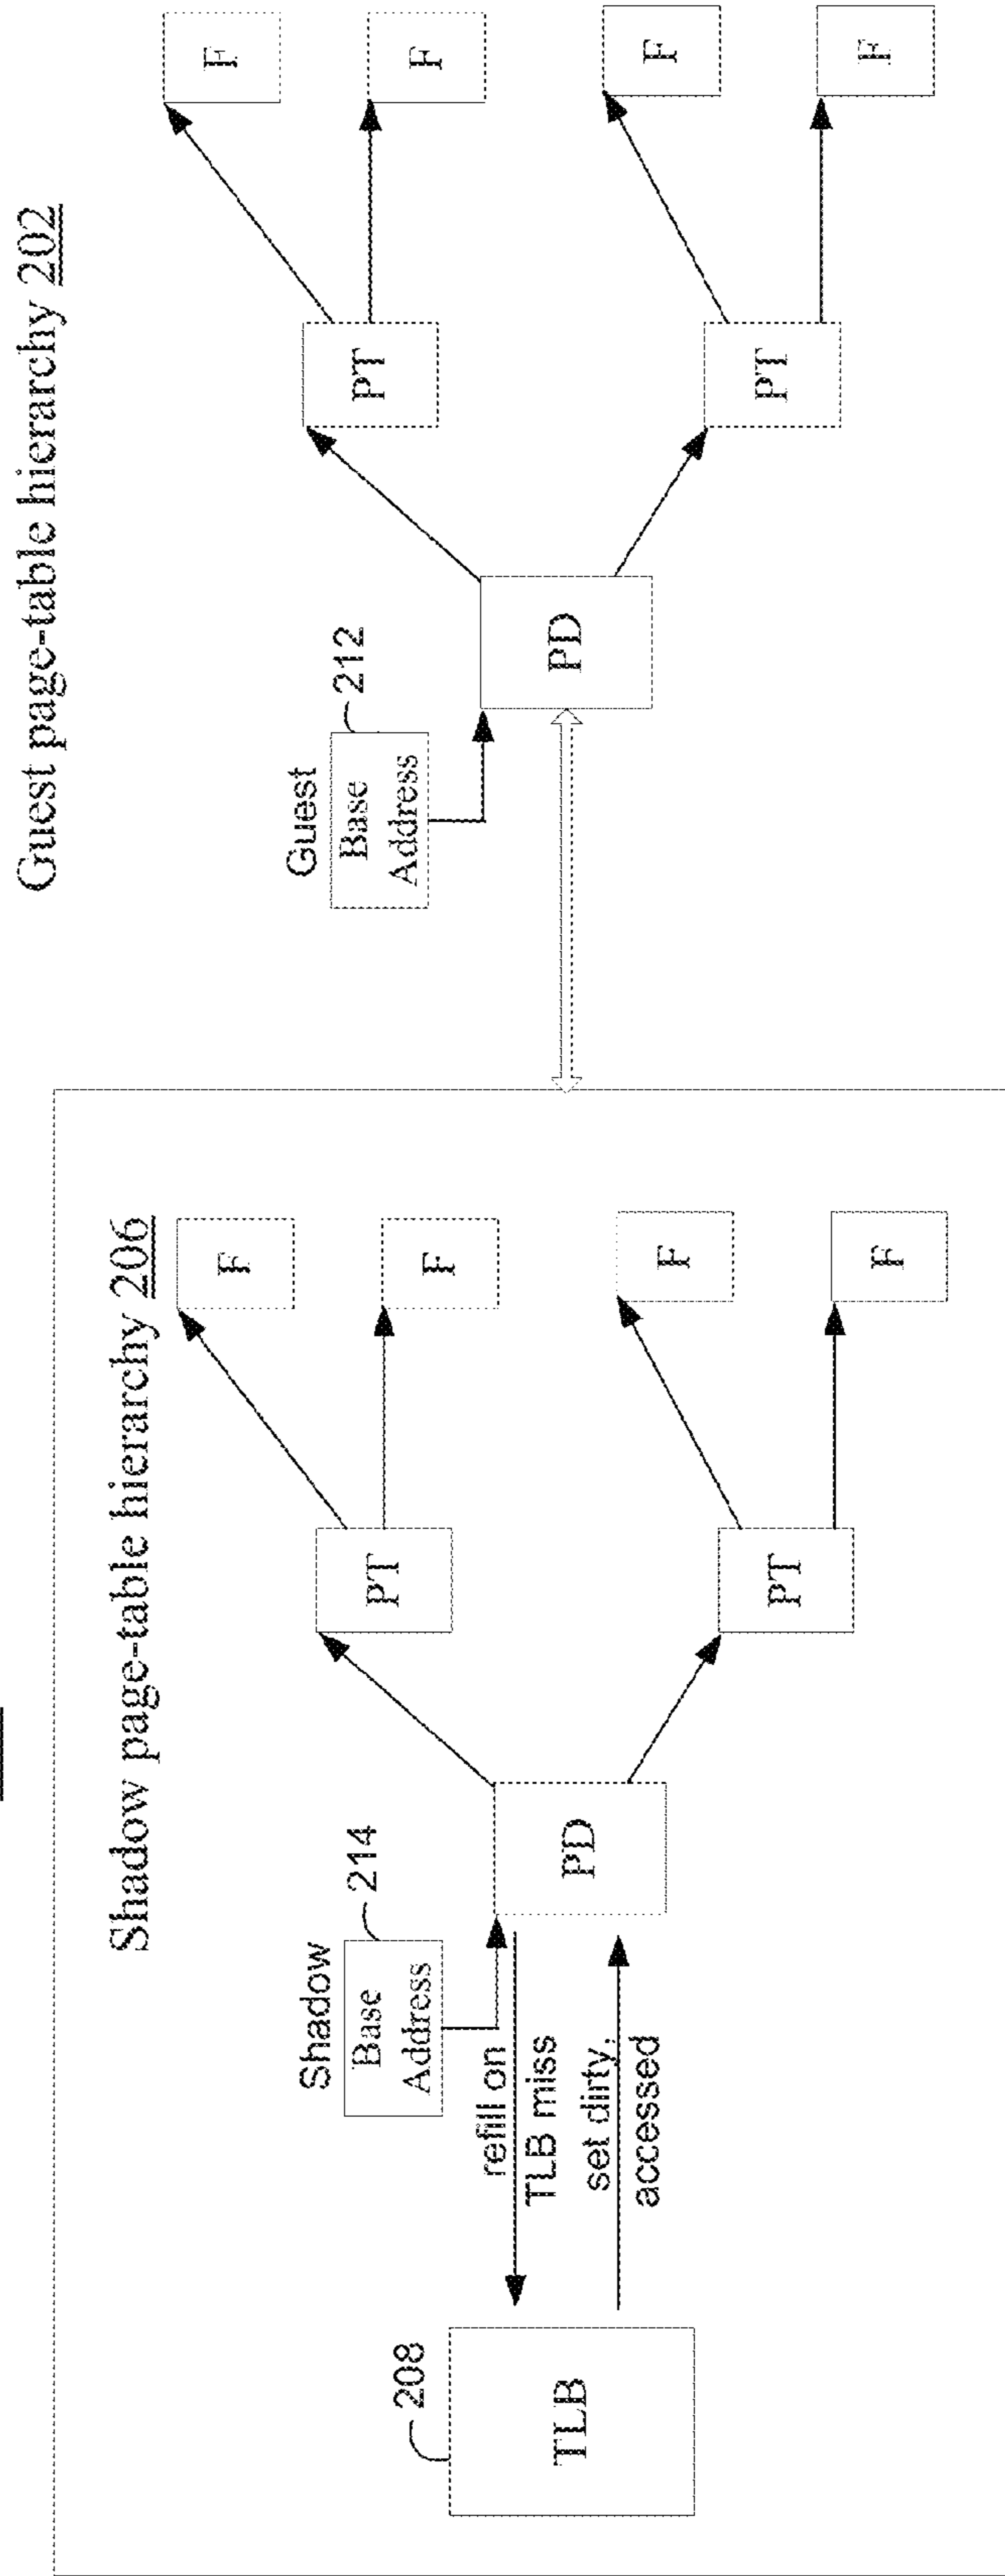 Guest page-table hierarchy 202
Guest
Base
Address
212
PD
PT
PT
F
F
F
F
Shadow page-table hierarchy 206
Shadow
Base
Address
214
PD
PT
PT
F
F
F
F
refill on
TLB miss
set dirty,
accessed
208
TLB